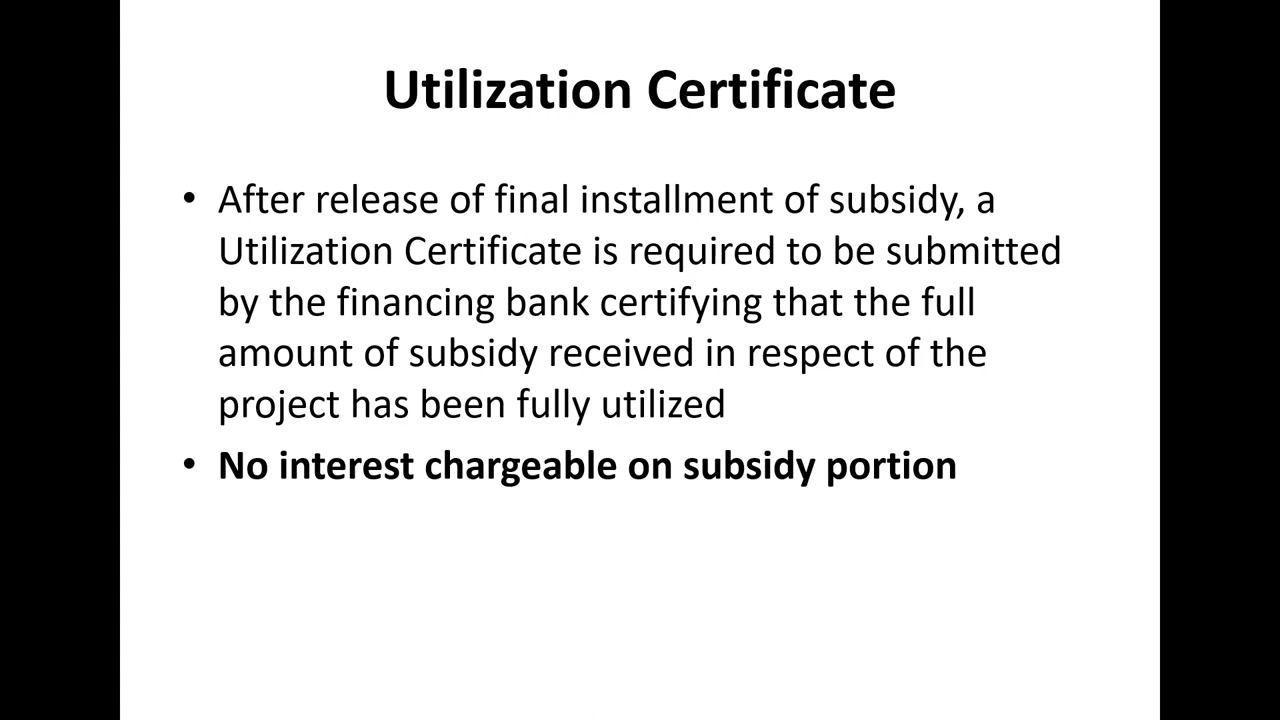 Utilization Certificate
• After release of final installment of subsidy, a
Utilization Certificate is required to be submitted
by the financing bank certifying that the full
amount of subsidy received in respect of the
project has been fully utilized
• No interest chargeable on subsidy portion